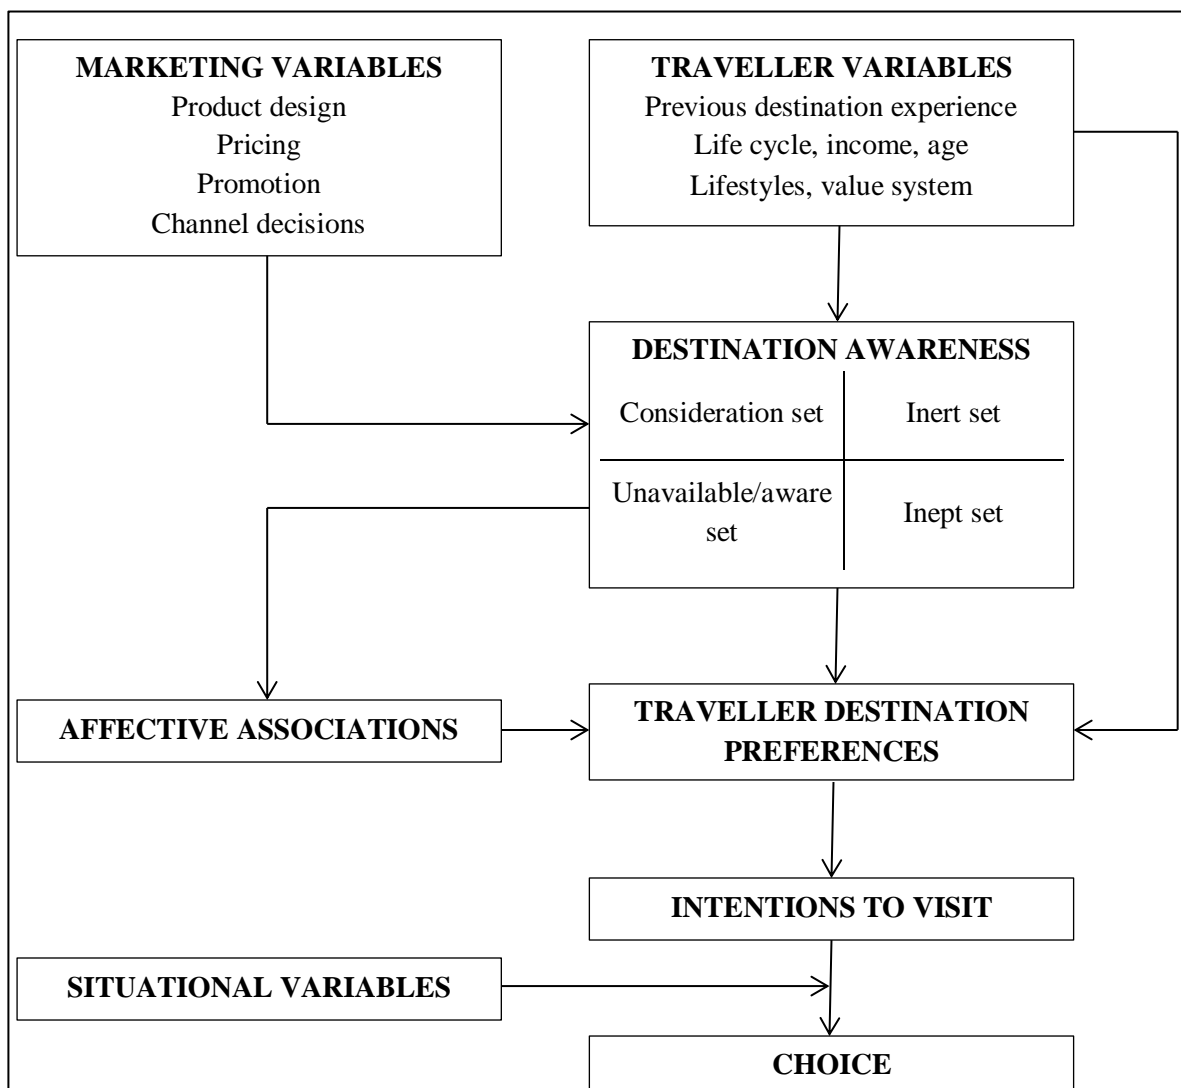 MARKETING VARIABLES
Product design
Pricing
Promotion
Channel decisions
TRAVELLER VARIABLES
Previous destination experience
Life cycle, income, age
Lifestyles, value system
DESTINATION AWARENESS
Consideration set
Inert set
Unavailable/aware
set
Inept set
AFFECTIVE ASSOCIATIONS
TRAVELLER DESTINATION
PREFERENCES
INTENTIONS TO VISIT
SITUATIONAL VARIABLES
CHOICE